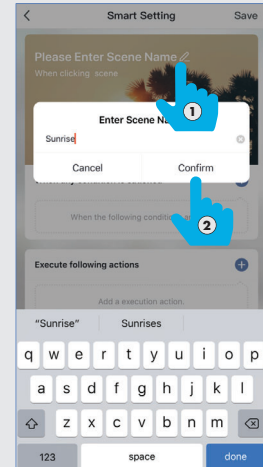 Smart Setting Save
Please Enter Scene Name
When clicking scene
Enter Scene Na
1
Sunrise
Cancel Confirm
2
When the following condition
Execute following actions
Add a execution action.
“Sunrise” Sunrises
q w e r t y u i o p
a s d f g h j k l
z x c v b n m
123 space done